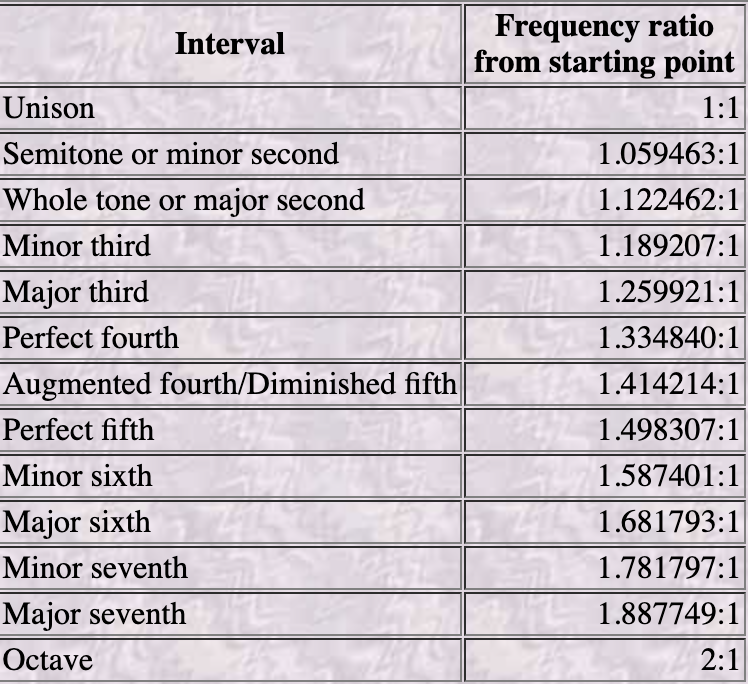 Interval Frequency ratio
from starting point
Unison 1:1
Semitone or minor second 1.059463:1
Whole tone or major second 1.122462:1
Minor third 1.189207:1
Major third 1.259921:1
Perfect fourth 1.334840:1
Augmented fourth/Diminished fifth 1.414214:1
Perfect fifth 1.498307:1
Minor sixth 1.587401:1
Major sixth 1.681793:1
Minor seventh 1.781797:1
Major seventh 1.887749:1
Octave 2:1